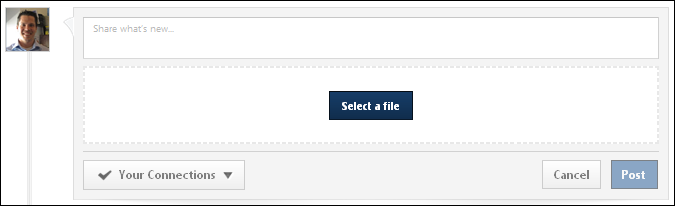 Share what's new...
Select a file
Your Connections
Cancel
Post